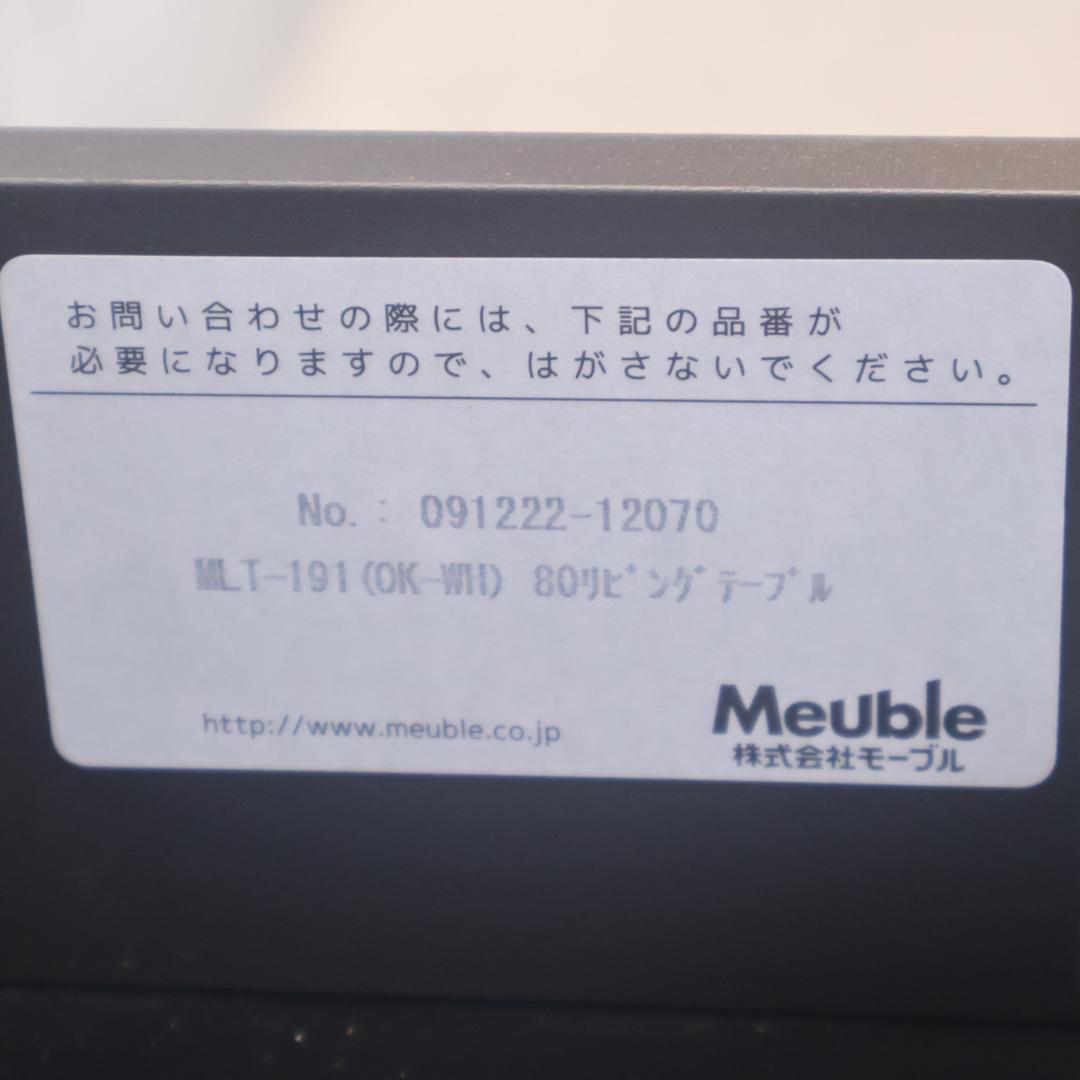 お問い合わせの際には、下記の品番が
必要になりますので、はがさないでください。
No.: 091222-12070
MLT-191(OK-WH) 80ﾘﾋﾞﾝｸﾞﾃｰﾌﾞﾙ
http://www.meuble.co.jp
Meuble
株式会社モーブル